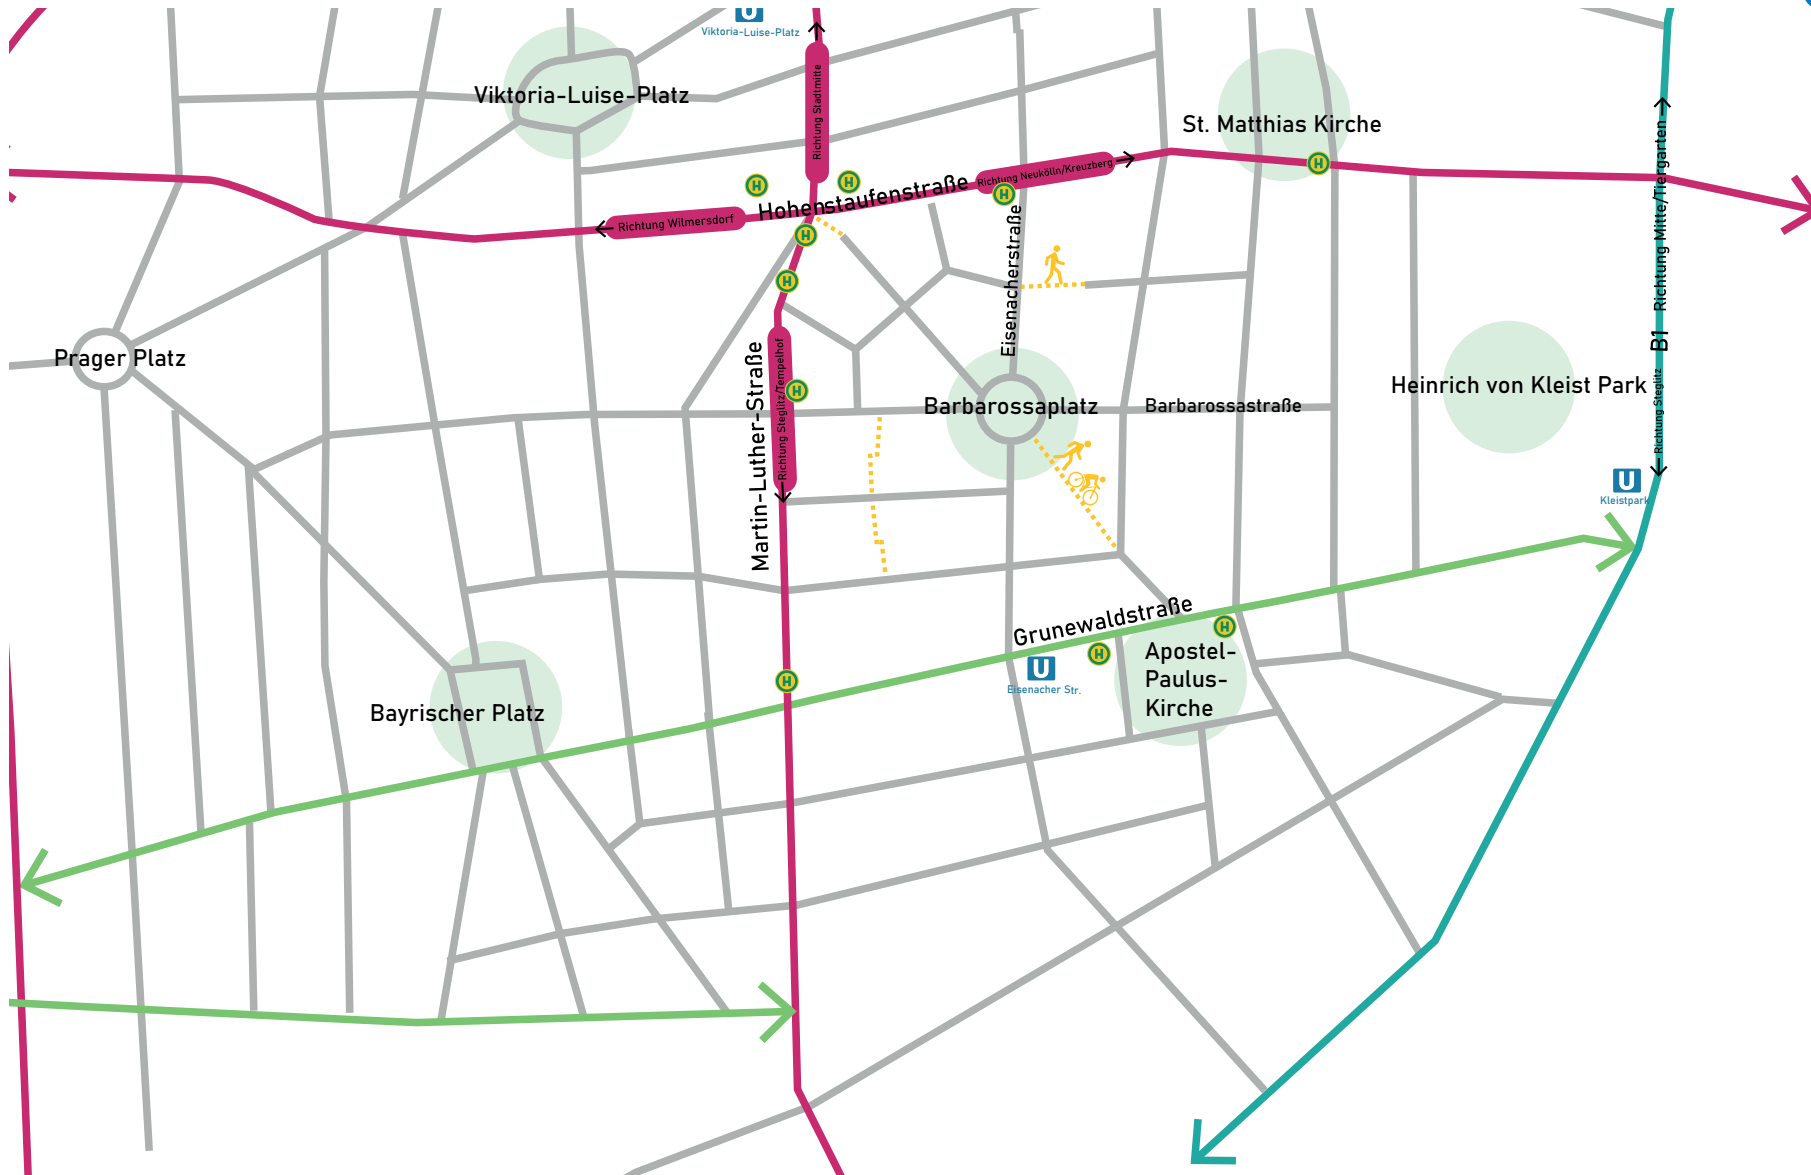 U
Viktoria-Luise-Platz
Richtung Stadtmitte
Viktoria-Luise-Platz
St. Matthias Kirche
H
H
H
H
Hohenstaufenstraße
Richtung Neukölln/Kreuzberg
Richtung Wilmersdorf
H
H
Eisenacherstraße
Richtung Mitte/Tiergarten
B1
Richtung Steglitz
Prager Platz
Martin-Luther-Straße
Richtung Steglitz/Tempelhof
H
Barbarossaplatz
Barbarossastraße
Heinrich von Kleist Park
U
Kleistpark
Grunewaldstraße
H
H
U
Eisenacher Str.
Apostel-
Paulus-
Kirche
H
Bayrischer Platz